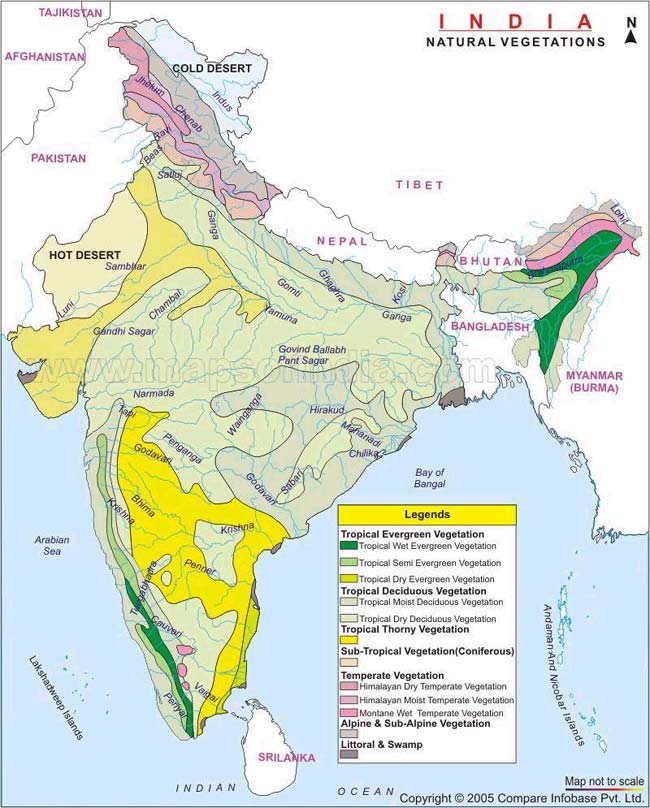 TAJIKISTAN
INDIA
N
NATURAL VEGETATIONS
AFGHANISTAN
COLD DESERT
Jhelum
Chenab
Indus
PAKISTAN
Ravi
Beas
Satluj
TIBET
Ganga
NEPAL
Lohit
HOT DESERT
Sambhar
BHUTAN
Brahmaputra
Luni
Chambal
Gomti
Ghaghra
Kosi
Yamuna
Ganga
Gandhi Sagar
BANGLADESH
Govind Ballabh
Pant Sagar
www.mapsofindia.com
MYANMAR
(BURMA)
Narmada
Tapi
Wainganga
Hirakud
Mahanadi
Chilika
Godavari
Penganga
Godavari
Sabari
Bay of
Bangal
Bhima
Krishna
Krishna
Arabian
Sea
Penner
Tungabhadra
Cauveri
Vaigai
Periyar
Lakshadweep Islands
SRILANKA
Andaman And Nicobar Islands
INDIAN OCEAN
Legends
Tropical Evergreen Vegetation
Tropical Wet Evergreen Vegetation
Tropical Semi Evergreen Vegetation
Tropical Dry Evergreen Vegetation
Tropical Deciduous Vegetation
Tropical Moist Deciduous Vegetation
Tropical Dry Deciduous Vegetation
Tropical Thorny Vegetation
Sub-Tropical Vegetation(Coniferous)
Temperate Vegetation
Himalayan Dry Temperate Vegetation
Himalayan Moist Temperate Vegetation
Montane Wet Temperate Vegetation
Alpine & Sub-Alpine Vegetation
Littoral & Swamp
Map not to scale
Copyright © 2005 Compare Infobase Pvt. Ltd.